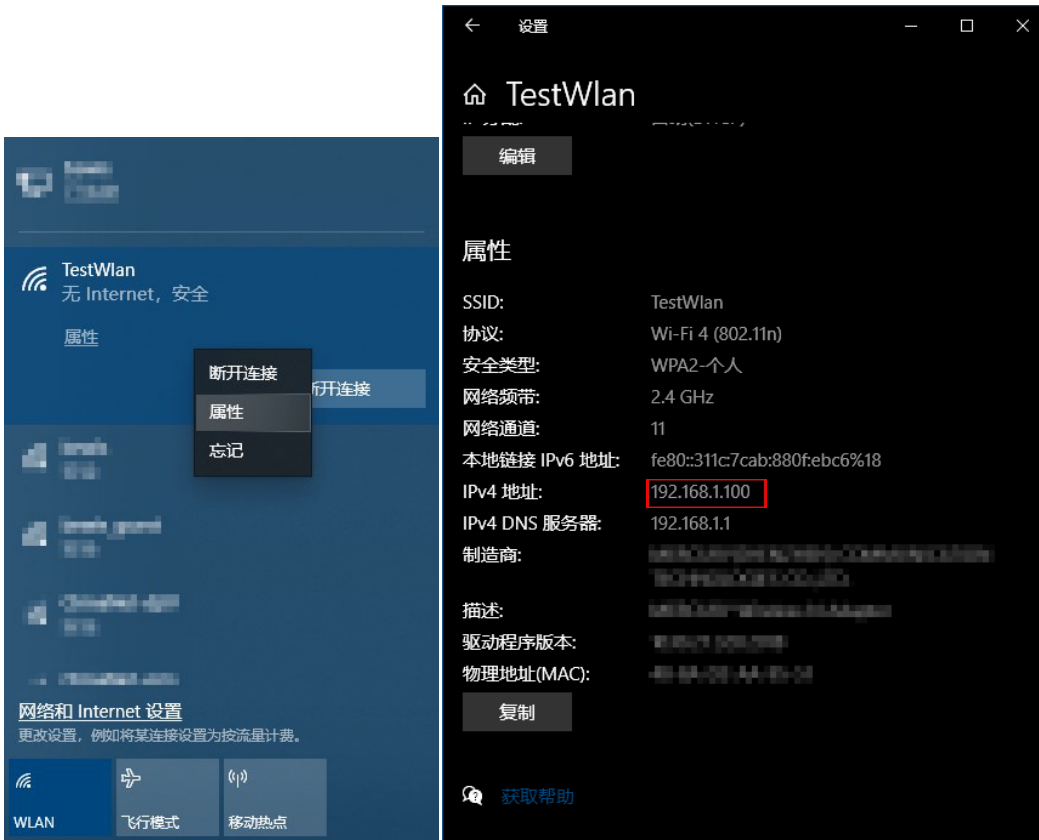 TestWlan
无 Internet，安全
属性
断开连接
属性
忘记
开连接
网络和 Internet 设置
更改设置，例如将某连接设置为按流量计费。
WLAN
飞行模式
移动热点
设置
TestWlan
编辑
属性
SSID: TestWlan
协议: Wi-Fi 4 (802.11n)
安全类型: WPA2-个人
网络频带: 2.4 GHz
网络通道: 11
本地链接 IPv6 地址: fe80::311c:7cab:880f:ebc6%18
IPv4 地址: 192.168.1.100
IPv4 DNS 服务器: 192.168.1.1
制造商:
描述:
驱动程序版本:
物理地址(MAC):
复制
获取帮助